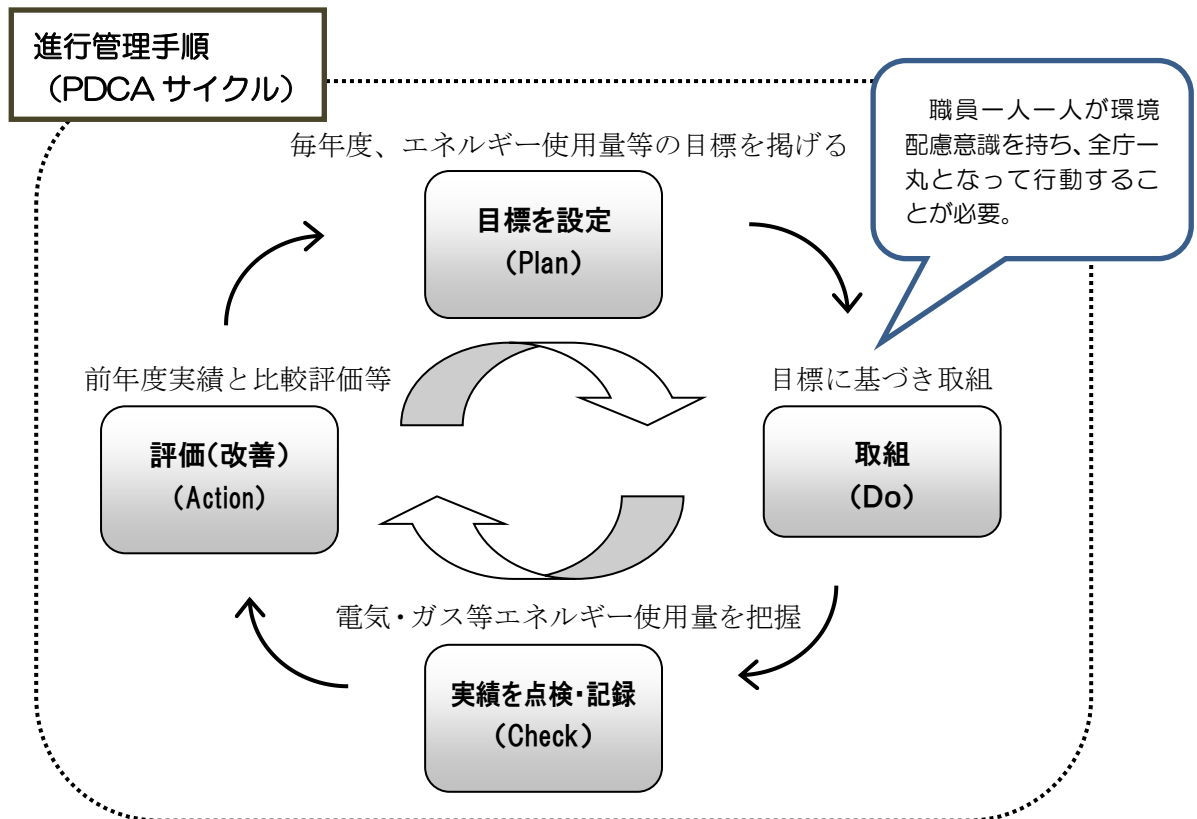 進行管理手順
（PDCA サイクル）
職員一人一人が環境
配慮意識を持ち、全庁一
丸となって行動するこ
とが必要。
毎年度、エネルギー使用量等の目標を掲げる
目標を設定
（Plan）
前年度実績と比較評価等
目標に基づき取組
評価（改善）
（Action）
取組
（Do）
電気・ガス等エネルギー使用量を把握
実績を点検・記録
（Check）